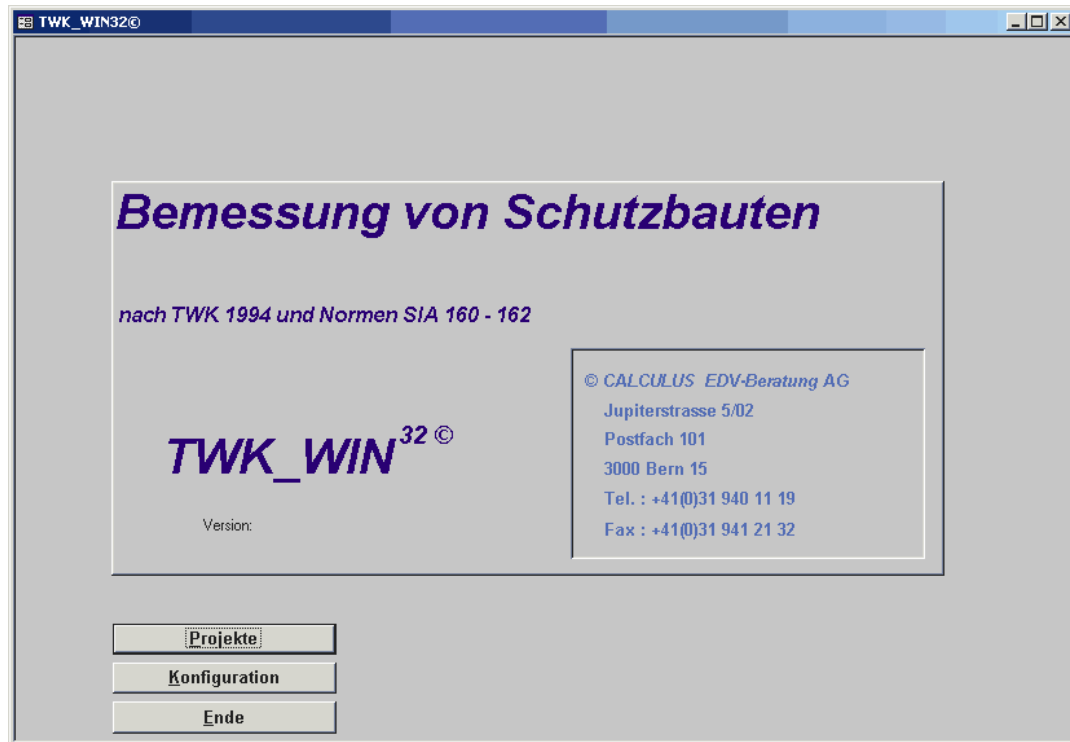 TWK_WIN32©
Bemessung von Schutzbauten
nach TWK 1994 und Normen SIA 160 - 162
TWK_WIN 32 ©
Version:
© CALCULUS EDV-Beratung AG
Jupiterstrasse 5/02
Postfach 101
3000 Bern 15
Tel. : +41(0)31 940 11 19
Fax : +41(0)31 941 21 32
Projekte
Konfiguration
Ende